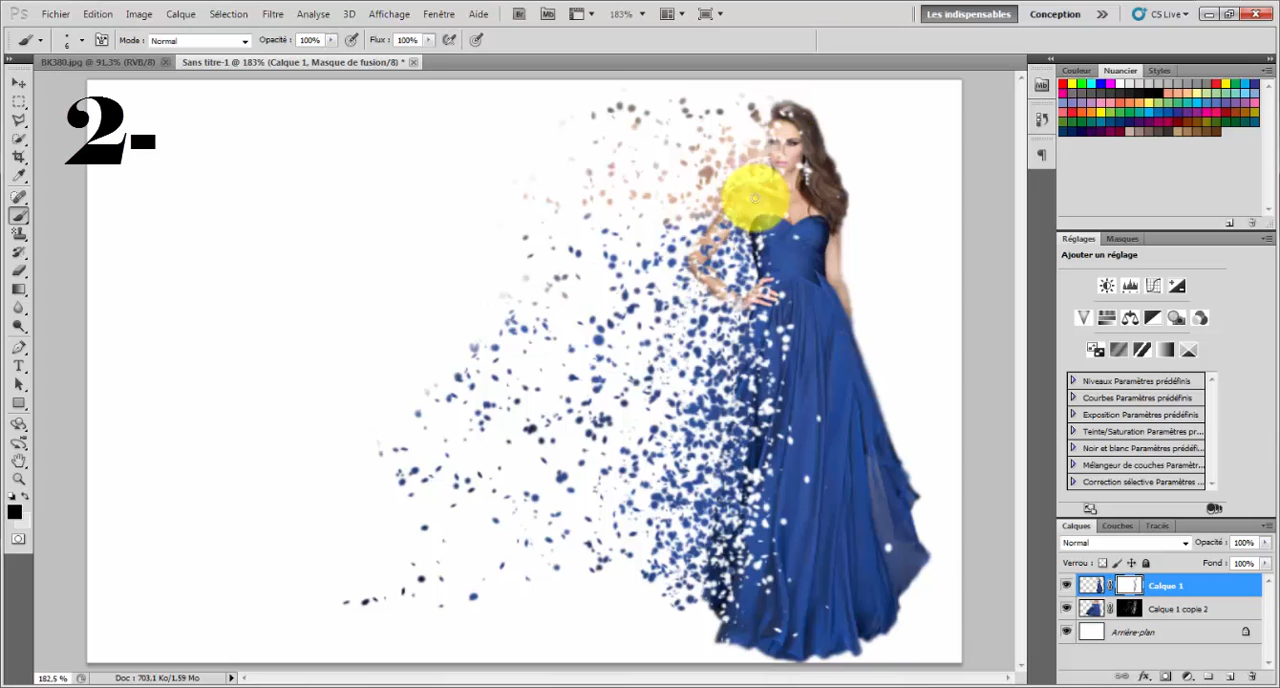 Ps Fichier Edition Image Calque Sélection Filtre Analyse 3D Affichage Fenêtre Aide Br Mb 183% Les indispensables Conception CS Live
6 Mode : Normal Opacité : 100% Flux : 100%
BK380.jpg @ 91,3% (RVB/8) Sans titre-1 @ 183% (Calque 1, Masque de fusion/8) *
2-
Couleur Nuancier Styles
Mb
Réglages Masques
Ajouter un réglage
Niveaux Paramètres prédéfinis
Courbes Paramètres prédéfinis
Exposition Paramètres prédéfinis
Teinte/Saturation Paramètres pr...
Noir et blanc Paramètres prédéfi...
Mélangeur de couches Paramètr...
Correction sélective Paramètres ...
Calques Couches Tracés
Normal Opacité : 100%
Verrou : Fond : 100%
Calque 1
Calque 1 copie 2
Arrière-plan
182,5 % Doc : 703,1 Ko/1,59 Mo